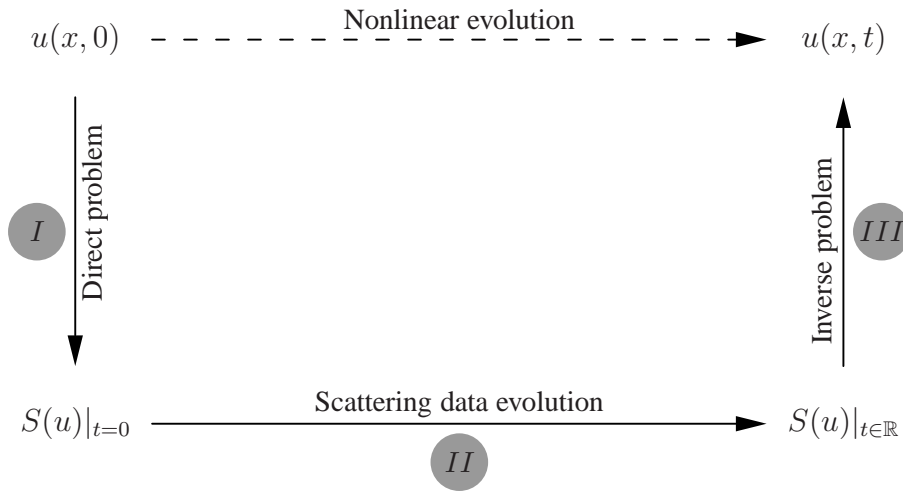 Nonlinear evolution
u(x, 0)
u(x, t)
Direct problem
I
Inverse problem
III
Scattering data evolution
S(u)|_{t=0}
S(u)|_{t∈ℝ}
II